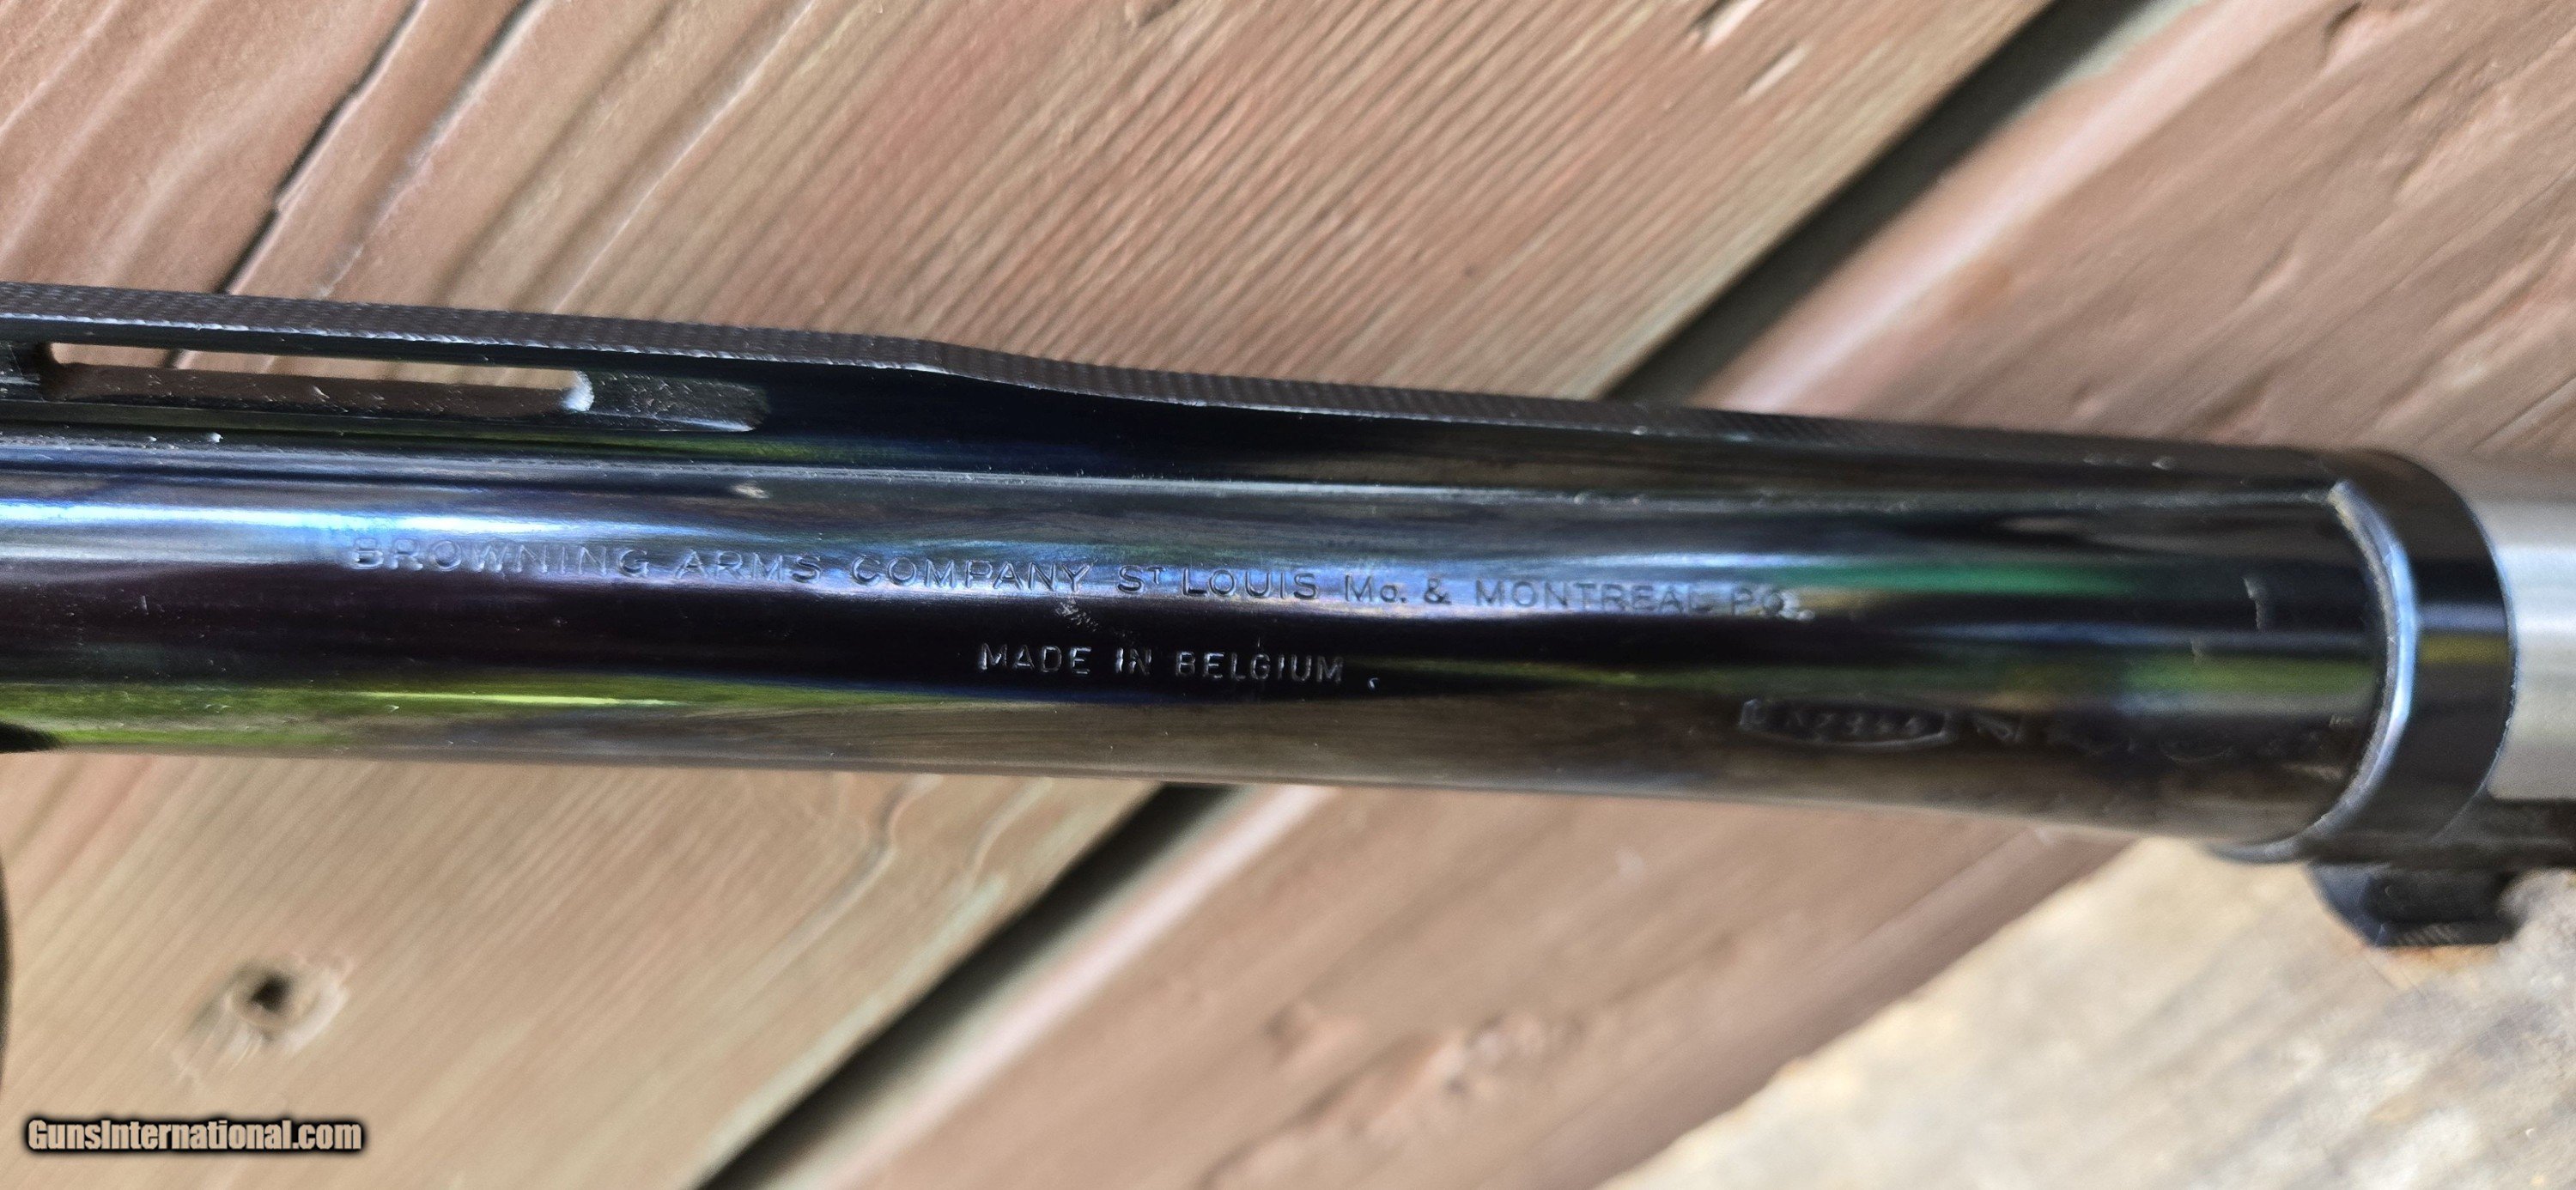 BROWNING ARMS COMPANY ST LOUIS Mo. & MONTREAL P.Q.
MADE IN BELGIUM
GunsInternational.com